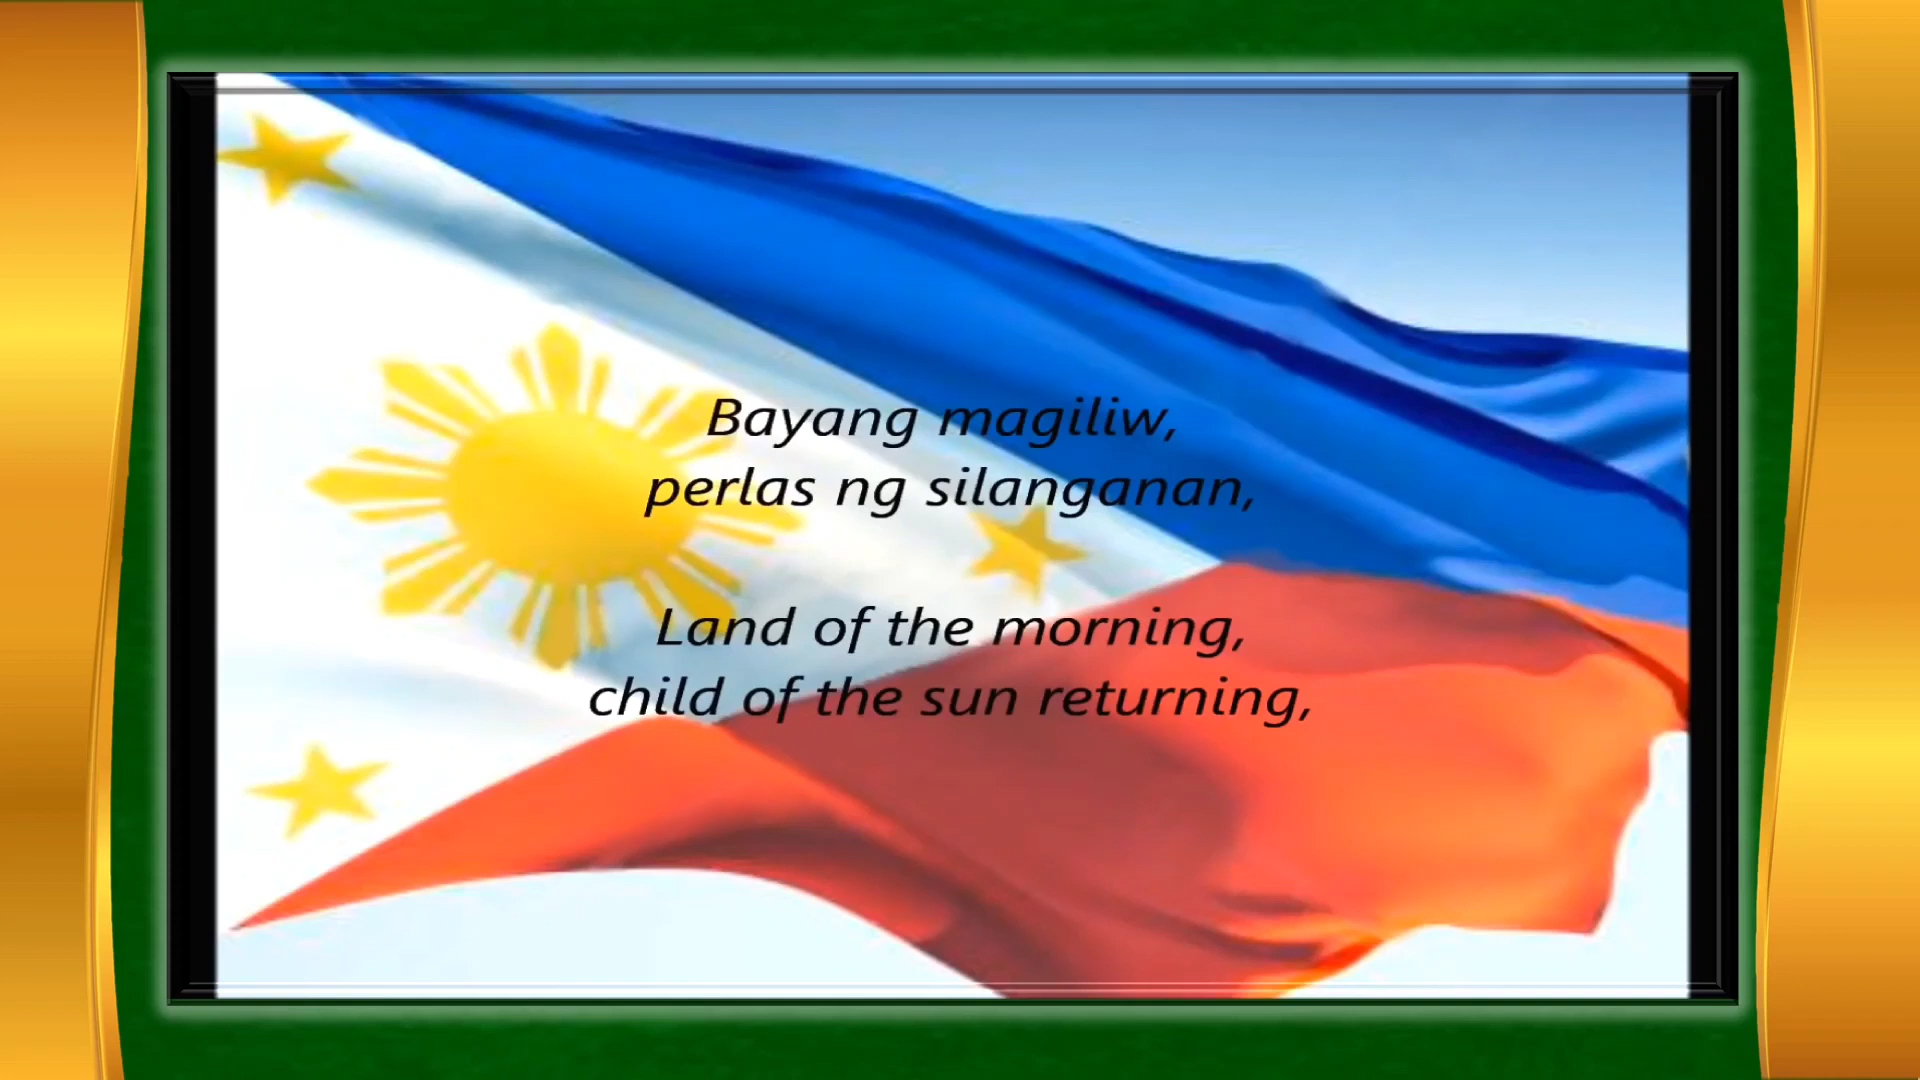 Bayang magiliw,
perlas ng silanganan,
Land of the morning,
child of the sun returning,